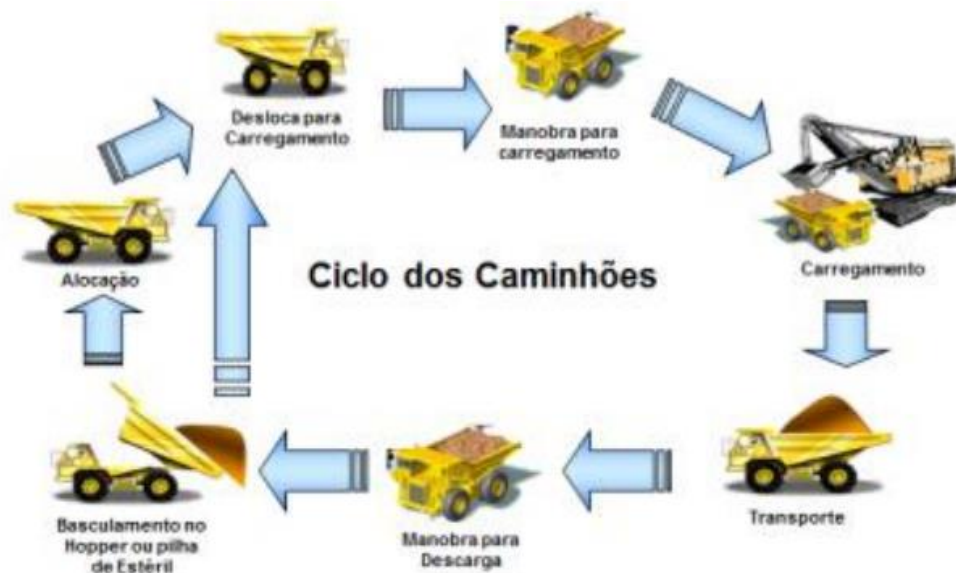 Desloca para
Carregamento
Manobra para
carregamento
Carregamento
Alocação
Ciclo dos Caminhões
Transporte
Manobra para
Descarga
Basculamento no
Hopper ou pilha
de Estéril